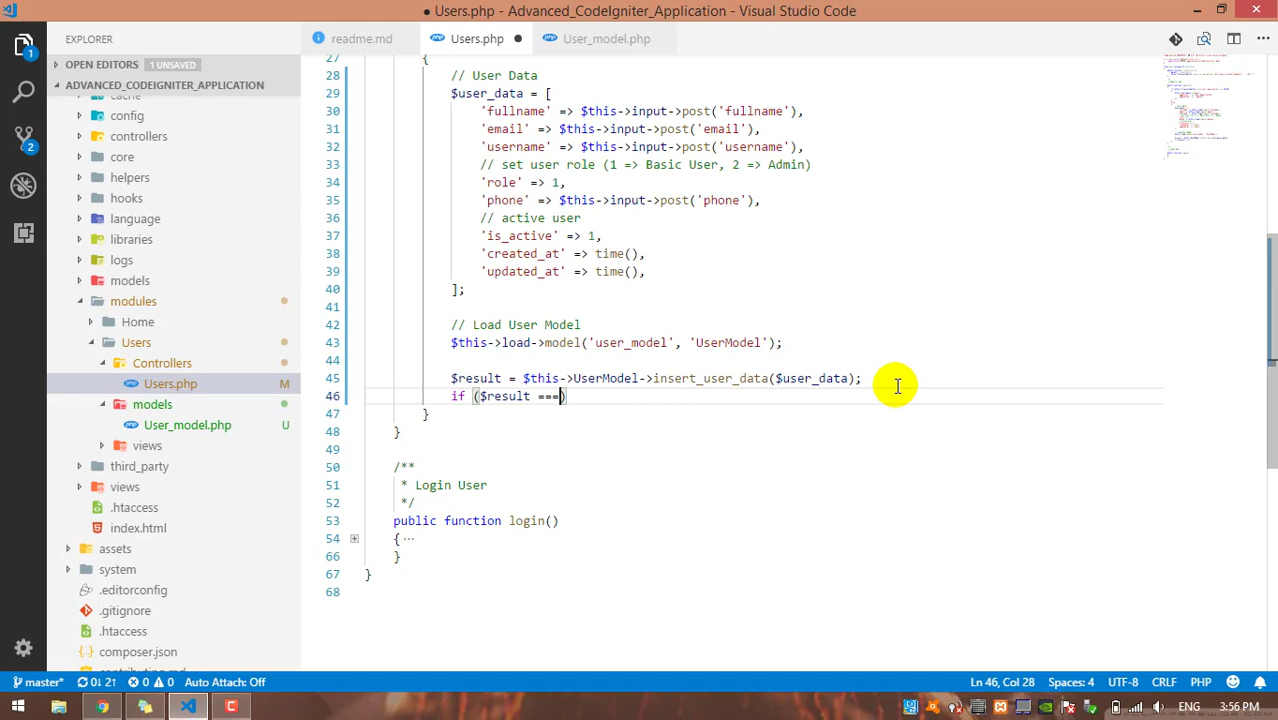 ● Users.php - Advanced_CodeIgniter_Application - Visual Studio Code
EXPLORER
readme.md
Users.php ●
User_model.php
OPEN EDITORS 1 UNSAVED
ADVANCED_CODEIGNITER_APPLICATION
cache
config
controllers
core
helpers
hooks
language
libraries
logs
models
modules
Home
Users
Controllers
Users.php M
models
User_model.php U
views
third_party
views
.htaccess
index.html
assets
system
.editorconfig
.gitignore
.htaccess
composer.json
contributing.md
1
2
27 {
28 // User Data
29 $user_data = [
30 'fullname' => $this->input->post('fullname'),
31 'email' => $this->input->post('email'),
32 'username' => $this->input->post('username'),
33 // set user role (1 => Basic User, 2 => Admin)
34 'role' => 1,
35 'phone' => $this->input->post('phone'),
36 // active user
37 'is_active' => 1,
38 'created_at' => time(),
39 'updated_at' => time(),
40 ];
41
42 // Load User Model
43 $this->load->model('user_model', 'UserModel');
44
45 $result = $this->UserModel->insert_user_data($user_data);
46 if ($result ===)
47 }
48 }
49
50 /**
51 * Login User
52 */
53 public function login()
54 {...
66 }
67 }
68
master* 0↓ 2↑ 0 0 Auto Attach: Off
Ln 46, Col 28 Spaces: 4 UTF-8 CRLF PHP
ENG 3:56 PM